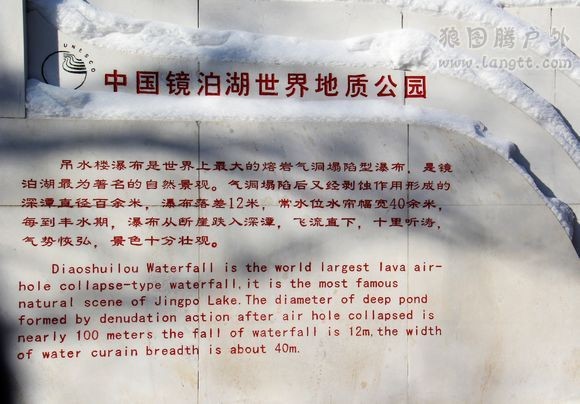 狼图腾户外
www.langtt.com
UNESCO
中国镜泊湖世界地质公园
吊水楼瀑布是世界上最大的熔岩气洞塌陷型瀑布，是镜
泊湖最为著名的自然景观。气洞塌陷后又经剥蚀作用形成的
深潭直径百余米，瀑布落差12米，常水位水帘幅宽40余米，
每到丰水期，瀑布从断崖跌入深潭，飞流直下，十里听涛，
气势恢弘，景色十分壮观。
Diaoshuilou Waterfall is the world largest lava air-
hole collapse-type waterfall,it is the most famous
natural scene of Jingpo Lake.The diameter of deep pond
formed by denudation action after air hole collapsed is
nearly 100 meters, the fall of waterfall is 12m,the width
of water curain breadth is about 40m.